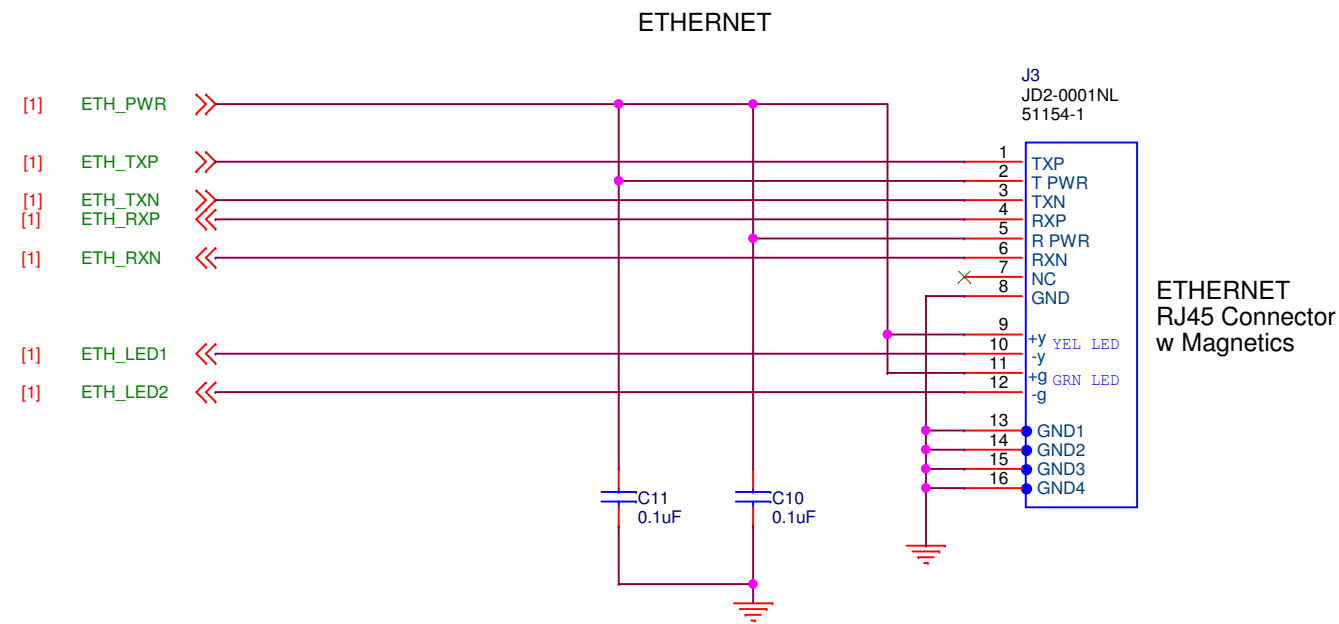 ETHERNET
J3
JD2-0001NL
51154-1
[1] ETH_PWR
[1] ETH_TXP
[1] ETH_TXN
[1] ETH_RXP
[1] ETH_RXN
[1] ETH_LED1
[1] ETH_LED2
1 TXP
2 T PWR
3 TXN
4 RXP
5 R PWR
6 RXN
7 NC
8 GND
9 +y
YEL LED
10 -y
11 +g
GRN LED
12 -g
13 GND1
14 GND2
15 GND3
16 GND4
ETHERNET
RJ45 Connector
w Magnetics
C11
0.1uF
C10
0.1uF